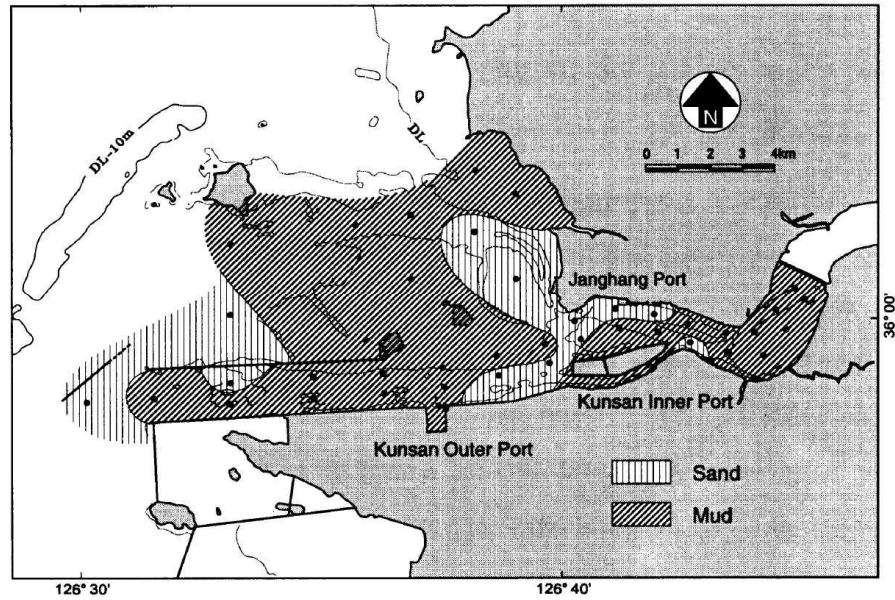 DL-10m
DL
N
0 1 2 3 4km
Janghang Port
36° 00'
Kunsan Inner Port
Kunsan Outer Port
Sand
Mud
126° 30'
126° 40'